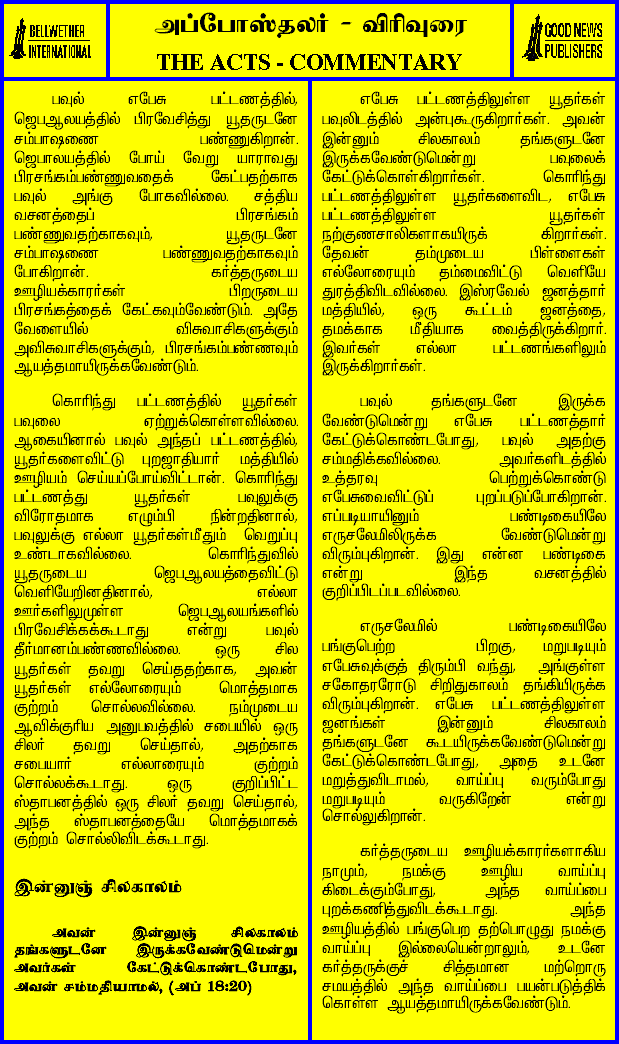 BELLWETHER
INTERNATIONAL
அப்போஸ்தலர் - விரிவுரை
THE ACTS - COMMENTARY
GOOD NEWS
PUBLISHERS
பவுல் எபேசு பட்டணத்தில்,
ஜெபஆலயத்தில் பிரவேசித்து யூதருடனே
சம்பாஷணை பண்ணுகிறான்.
ஜெபாலயத்தில் போய் வேறு யாராவது
பிரசங்கம்பண்ணுவதைக் கேட்பதற்காக
பவுல் அங்கு போகவில்லை. சத்திய
வசனத்தைப் பிரசங்கம்
பண்ணுவதற்காகவும், யூதருடனே
சம்பாஷணை பண்ணுவதற்காகவும்
போகிறான். கர்த்தருடைய
ஊழியக்காரர்கள் பிறருடைய
பிரசங்கத்தைக் கேட்கவும்வேண்டும். அதே
வேளையில் விசுவாசிகளுக்கும்
அவிசுவாசிகளுக்கும், பிரசங்கம்பண்ணவும்
ஆயத்தமாயிருக்கவேண்டும்.
கொரிந்து பட்டணத்தில் யூதர்கள்
பவுலை ஏற்றுக்கொள்ளவில்லை.
ஆகையினால் பவுல் அந்தப் பட்டணத்தில்,
யூதர்களைவிட்டு புறஜாதியார் மத்தியில்
ஊழியம் செய்யப்போய்விட்டான். கொரிந்து
பட்டணத்து யூதர்கள் பவுலுக்கு
விரோதமாக எழும்பி நின்றதினால்,
பவுலுக்கு எல்லா யூதர்கள்மீதும் வெறுப்பு
உண்டாகவில்லை. கொரிந்துவில்
யூதருடைய ஜெபஆலயத்தைவிட்டு
வெளியேறினதினால், எல்லா
ஊர்களிலுமுள்ள ஜெபஆலயங்களில்
பிரவேசிக்கக்கூடாது என்று பவுல்
தீர்மானம்பண்ணவில்லை. ஒரு சில
யூதர்கள் தவறு செய்ததற்காக, அவன்
யூதர்கள் எல்லோரையும் மொத்தமாக
குற்றம் சொல்லவில்லை. நம்முடைய
ஆவிக்குரிய அனுபவத்தில் சபையில் ஒரு
சிலர் தவறு செய்தால், அதற்காக
சபையார் எல்லாரையும் குற்றம்
சொல்லக்கூடாது. ஒரு குறிப்பிட்ட
ஸ்தாபனத்தில் ஒரு சிலர் தவறு செய்தால்,
அந்த ஸ்தாபனத்தையே மொத்தமாகக்
குற்றம் சொல்லிவிடக்கூடாது.
இன்னுஞ் சிலகாலம்
அவன் இன்னுஞ் சிலகாலம்
தங்களுடனே இருக்கவேண்டுமென்று
அவர்கள் கேட்டுக்கொண்டபோது,
அவன் சம்மதியாமல், (அப் 18:20)
எபேசு பட்டணத்திலுள்ள யூதர்கள்
பவுலிடத்தில் அன்புகூருகிறார்கள். அவன்
இன்னும் சிலகாலம் தங்களுடனே
இருக்கவேண்டுமென்று பவுலைக்
கேட்டுக்கொள்கிறார்கள். கொரிந்து
பட்டணத்திலுள்ள யூதர்களைவிட, எபேசு
பட்டணத்திலுள்ள யூதர்கள்
நற்குணசாலிகளாகயிருக் கிறார்கள்.
தேவன் தம்முடைய பிள்ளைகள்
எல்லோரையும் தம்மைவிட்டு வெளியே
துரத்திவிடவில்லை. இஸ்ரவேல் ஜனத்தார்
மத்தியில், ஒரு கூட்டம் ஜனத்தை,
தமக்காக மீதியாக வைத்திருக்கிறார்.
இவர்கள் எல்லா பட்டணங்களிலும்
இருக்கிறார்கள்.
பவுல் தங்களுடனே இருக்க
வேண்டுமென்று எபேசு பட்டணத்தார்
கேட்டுக்கொண்டபோது, பவுல் அதற்கு
சம்மதிக்கவில்லை. அவர்களிடத்தில்
உத்தரவு பெற்றுக்கொண்டு
எபேசுவைவிட்டுப் புறப்படுப்போகிறான்.
எப்படியாயினும் பண்டிகையிலே
எருசலேமிலிருக்க வேண்டுமென்று
விரும்புகிறான். இது என்ன பண்டிகை
என்று இந்த வசனத்தில்
குறிப்பிடப்படவில்லை.
எருசலேமில் பண்டிகையிலே
பங்குபெற்ற பிறகு, மறுபடியும்
எபேசுவுக்குத் திரும்பி வந்து, அங்குள்ள
சகோதரரோடு சிறிதுகாலம் தங்கியிருக்க
விரும்புகிறான். எபேசு பட்டணத்திலுள்ள
ஜனங்கள் இன்னும் சிலகாலம்
தங்களுடனே கூடயிருக்கவேண்டுமென்று
கேட்டுக்கொண்டபோது, அதை உடனே
மறுத்துவிடாமல், வாய்ப்பு வரும்போது
மறுபடியும் வருகிறேன் என்று
சொல்லுகிறான்.
கர்த்தருடைய ஊழியக்காரர்களாகிய
நாமும், நமக்கு ஊழிய வாய்ப்பு
கிடைக்கும்போது, அந்த வாய்ப்பை
புறக்கணித்துவிடக்கூடாது. அந்த
ஊழியத்தில் பங்குபெற தற்பொழுது நமக்கு
வாய்ப்பு இல்லையென்றாலும், உடனே
கர்த்தருக்குச் சித்தமான மற்றொரு
சமயத்தில் அந்த வாய்ப்பை பயன்படுத்திக்
கொள்ள ஆயத்தமாயிருக்கவேண்டும்.